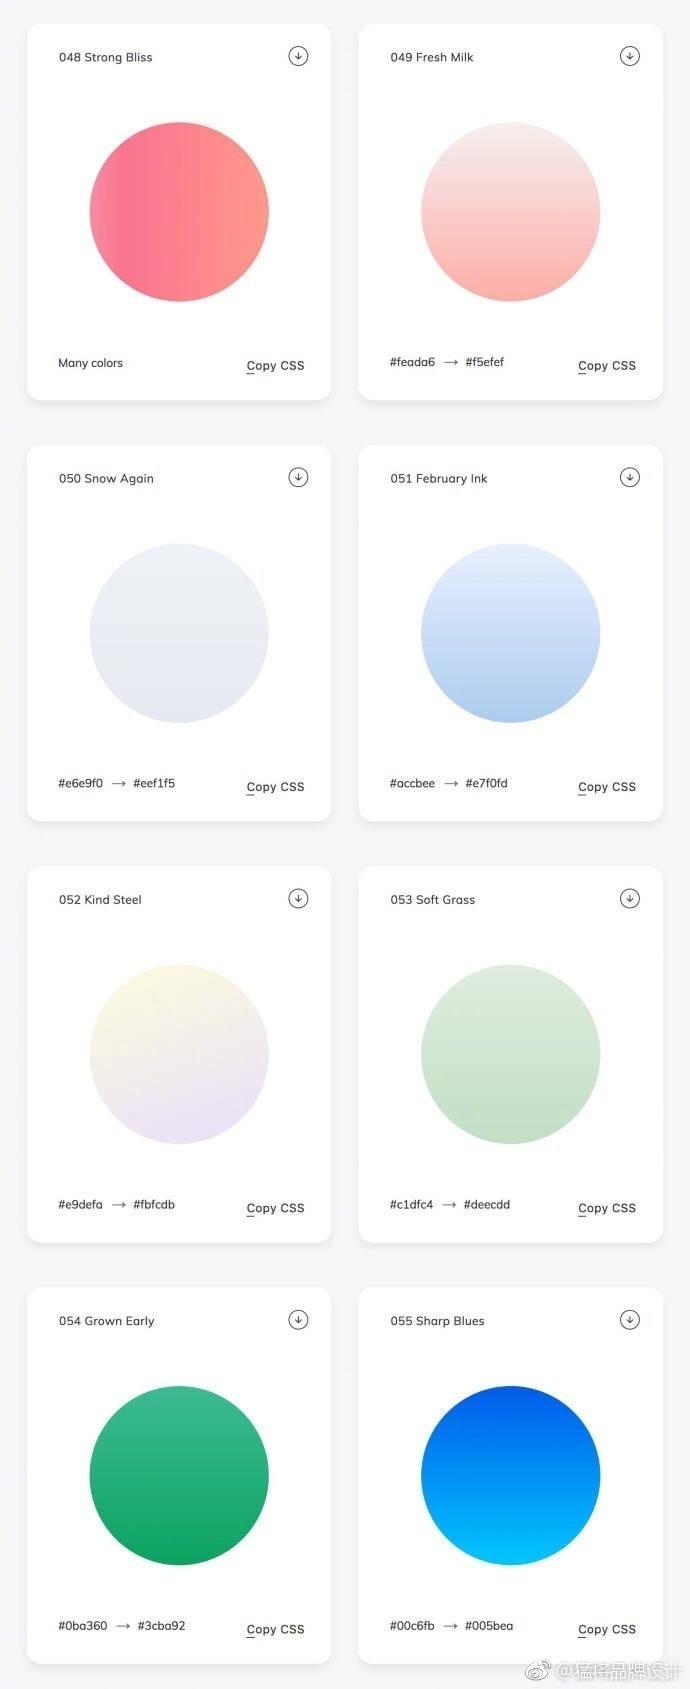 048 Strong Bliss
Many colors
Copy CSS
049 Fresh Milk
#feada6 → #f5efef
Copy CSS
050 Snow Again
#e6e9f0 → #eef1f5
Copy CSS
051 February Ink
#accbee → #e7f0fd
Copy CSS
052 Kind Steel
#e9defa → #fbfcdb
Copy CSS
053 Soft Grass
#c1dfc4 → #deecdd
Copy CSS
054 Grown Early
#0ba360 → #3cba92
Copy CSS
055 Sharp Blues
#00c6fb → #005bea
Copy CSS
@猛将品牌设计